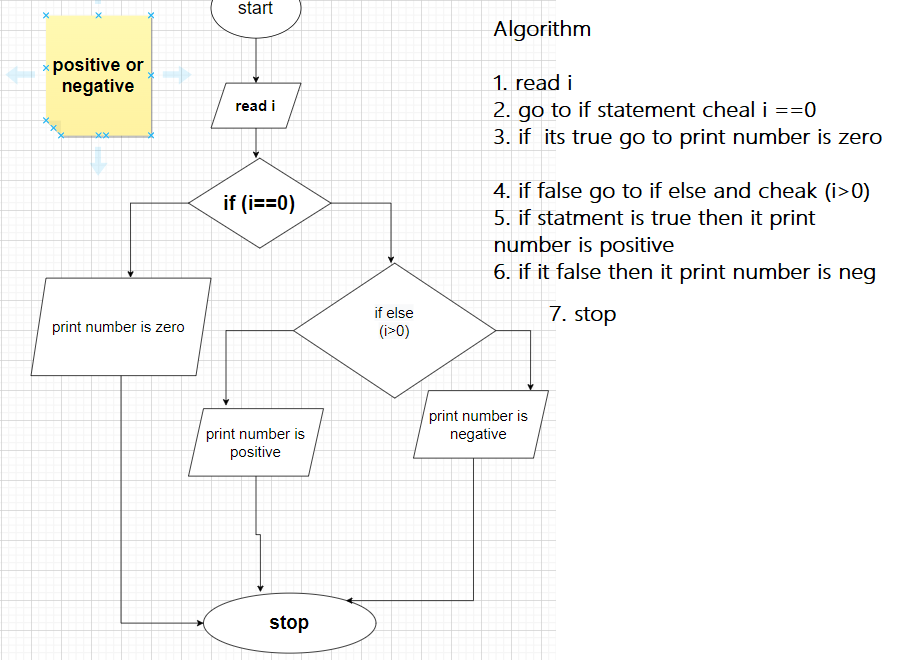 start
positive or
negative
read i
if (i==0)
print number is zero
if else
(i>0)
print number is
positive
print number is
negative
stop
Algorithm
1. read i
2. go to if statement cheal i ==0
3. if  its true go to print number is zero
4. if false go to if else and cheak (i>0)
5. if statment is true then it print
number is positive
6. if it false then it print number is neg
7. stop